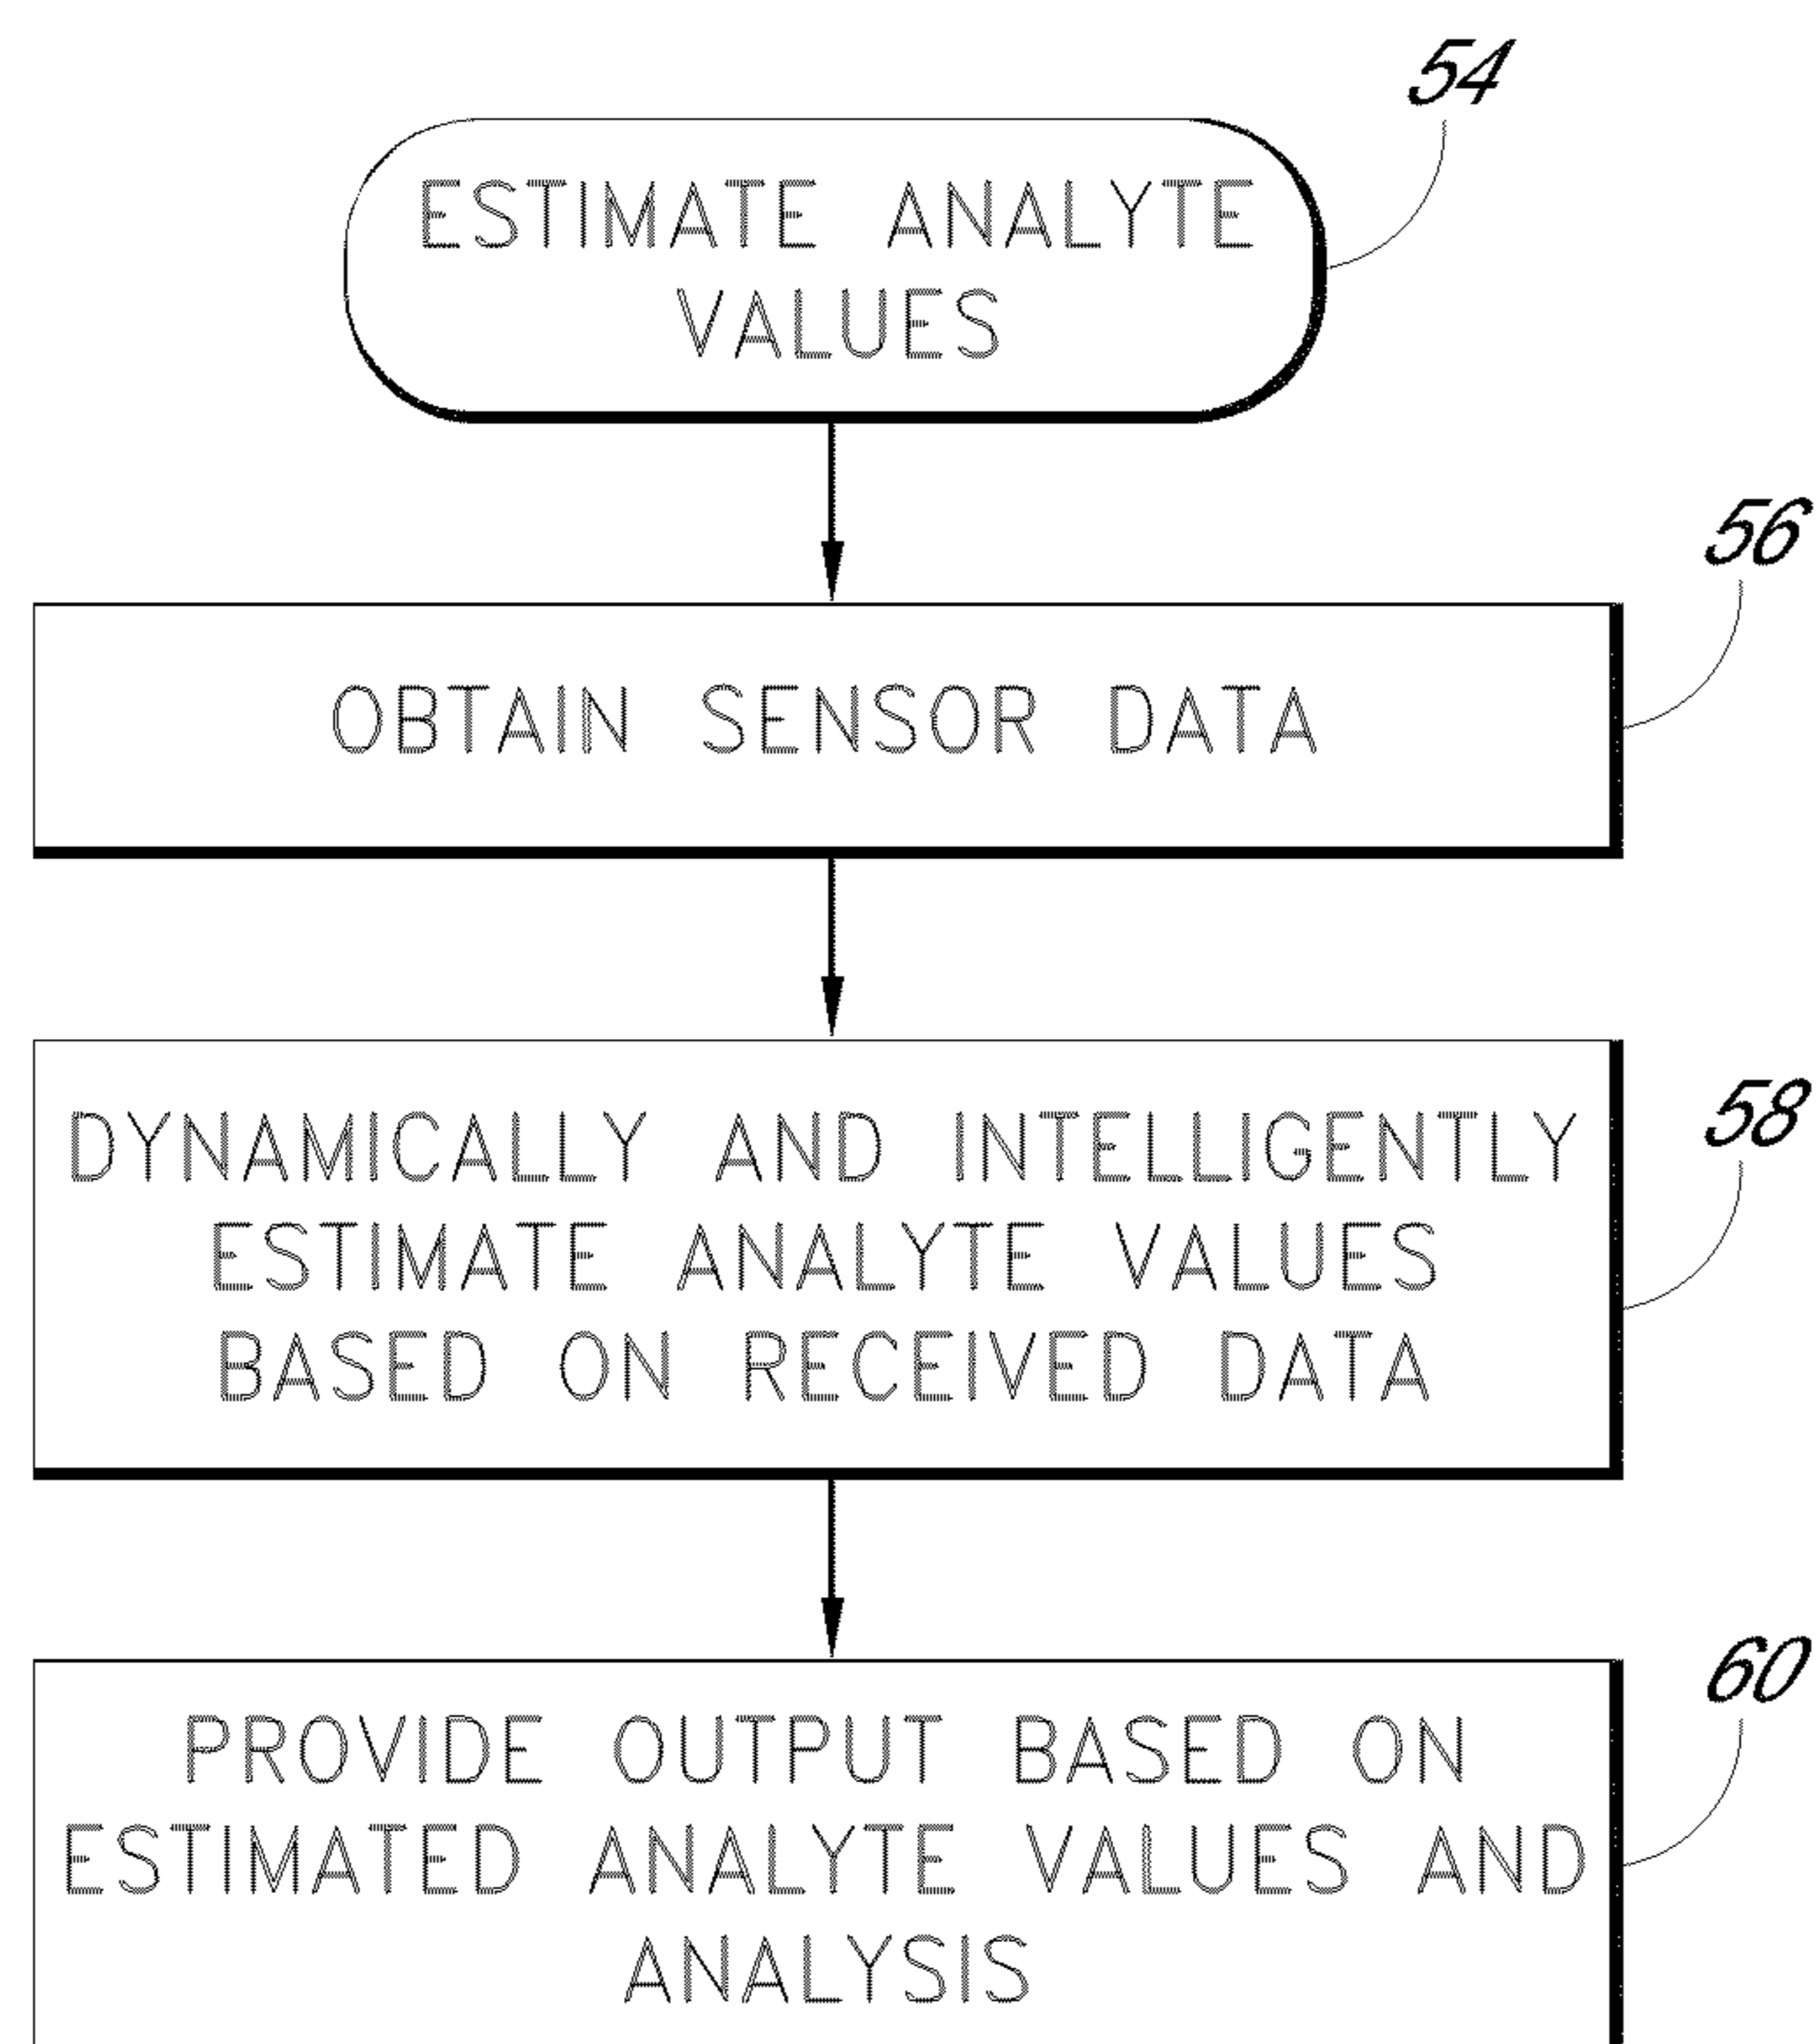 54
ESTIMATE ANALYTE
VALUES
56
OBTAIN SENSOR DATA
58
DYNAMICALLY AND INTELLIGENTLY
ESTIMATE ANALYTE VALUES
BASED ON RECEIVED DATA
60
PROVIDE OUTPUT BASED ON
ESTIMATED ANALYTE VALUES AND
ANALYSIS